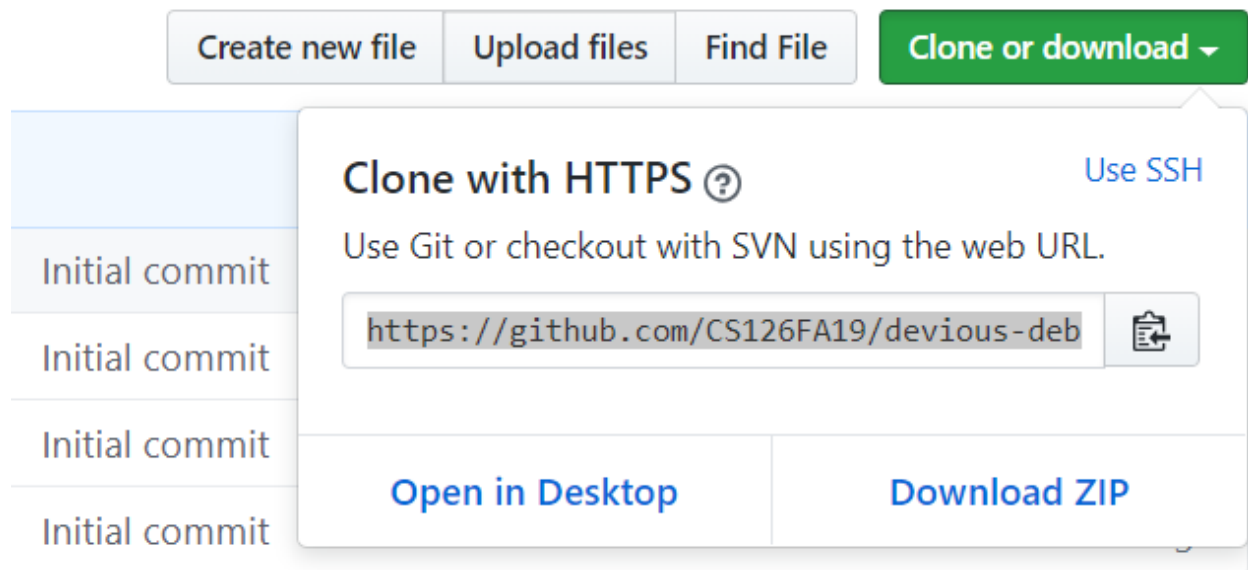 Create new file Upload files Find File Clone or download
Clone with HTTPS Use SSH
Use Git or checkout with SVN using the web URL.
Initial commit
https://github.com/CS126FA19/devious-deb
Initial commit
Initial commit
Open in Desktop Download ZIP
Initial commit